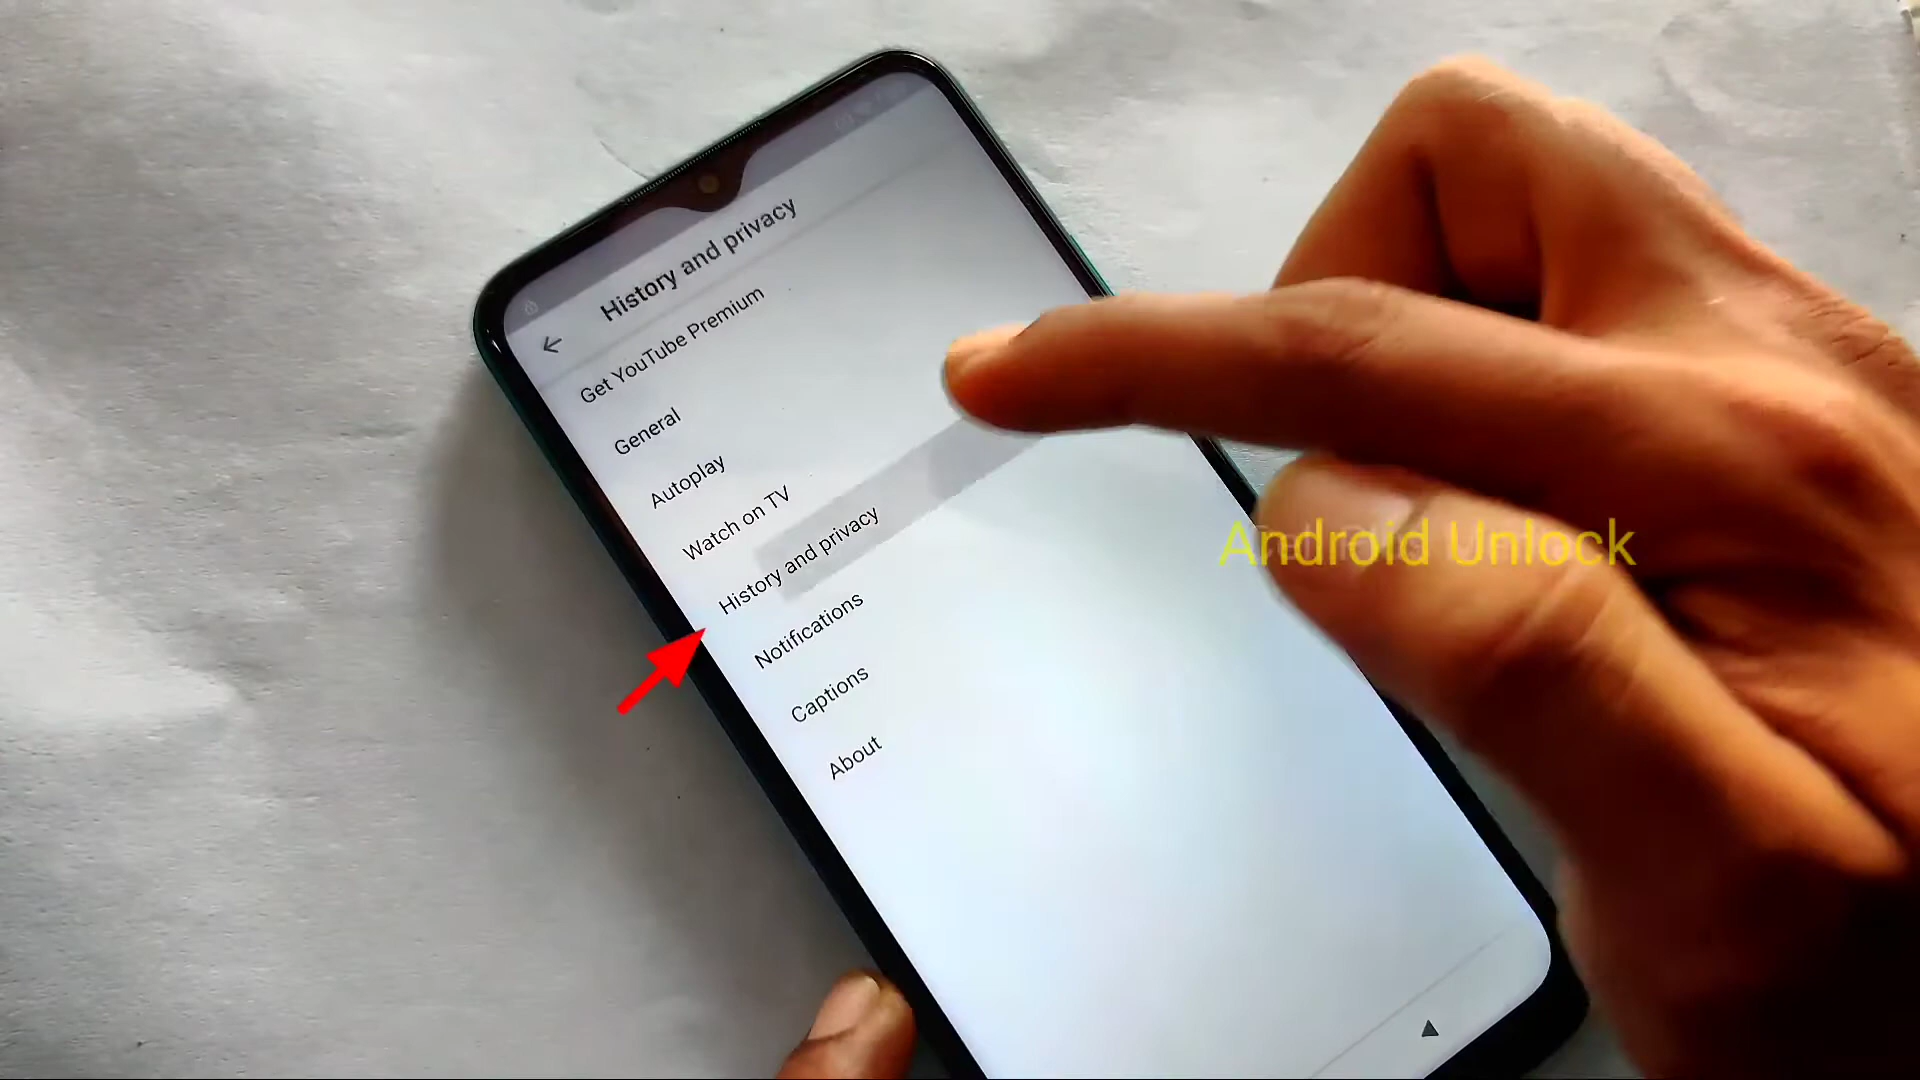 History and privacy
Get YouTube Premium
General
Autoplay
Watch on TV
History and privacy
Notifications
Captions
About
Android Unlock